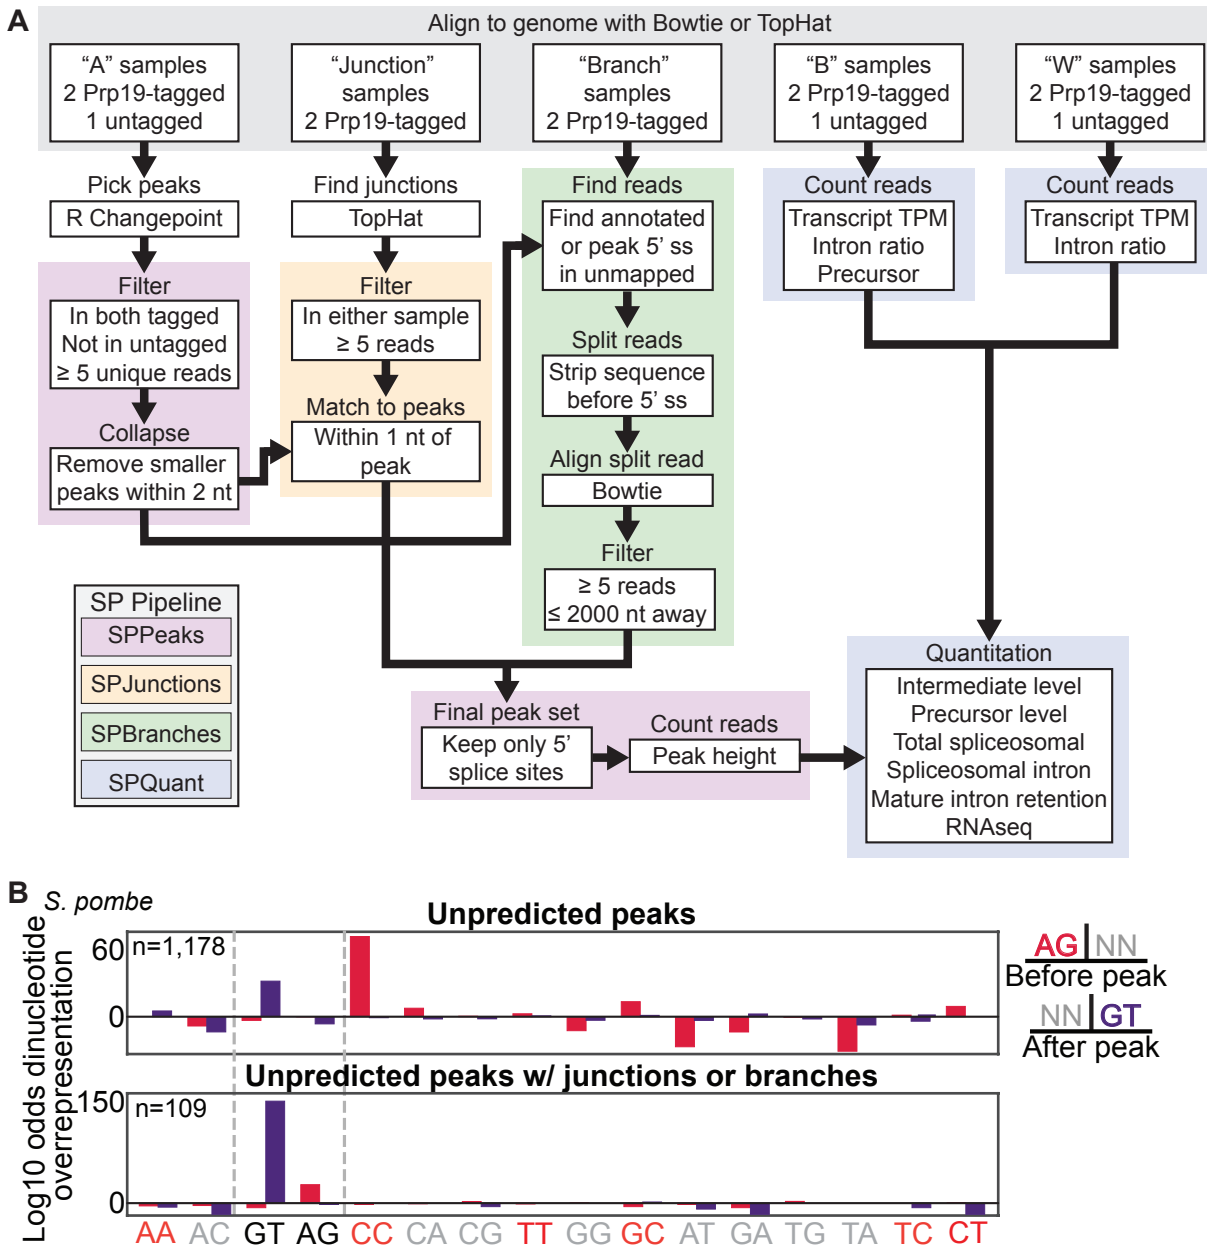 A
Align to genome with Bowtie or TopHat
“A” samples
2 Prp19-tagged
1 untagged
“Junction”
samples
2 Prp19-tagged
“Branch”
samples
2 Prp19-tagged
“B” samples
2 Prp19-tagged
1 untagged
“W” samples
2 Prp19-tagged
1 untagged
Pick peaks
R Changepoint
Filter
In both tagged
Not in untagged
≥ 5 unique reads
Collapse
Remove smaller
peaks within 2 nt
Find junctions
TopHat
Filter
In either sample
≥ 5 reads
Match to peaks
Within 1 nt of
peak
Find reads
Find annotated
or peak 5’ ss
in unmapped
Split reads
Strip sequence
before 5’ ss
Align split read
Bowtie
Filter
≥ 5 reads
≤ 2000 nt away
Count reads
Transcript TPM
Intron ratio
Precursor
Count reads
Transcript TPM
Intron ratio
SP Pipeline
SPPeaks
SPJunctions
SPBranches
SPQuant
Final peak set
Keep only 5’
splice sites
Count reads
Peak height
Quantitation
Intermediate level
Precursor level
Total spliceosomal
Spliceosomal intron
Mature intron retention
RNAseq
B
S. pombe
Log10 odds dinucleotide
overrepresentation
Unpredicted peaks
60
n=1,178
0
AG NN
Before peak
NN GT
After peak
Unpredicted peaks w/ junctions or branches
150
n=109
0
AA AC GT AG CC CA CG TT GG GC AT GA TG TA TC CT